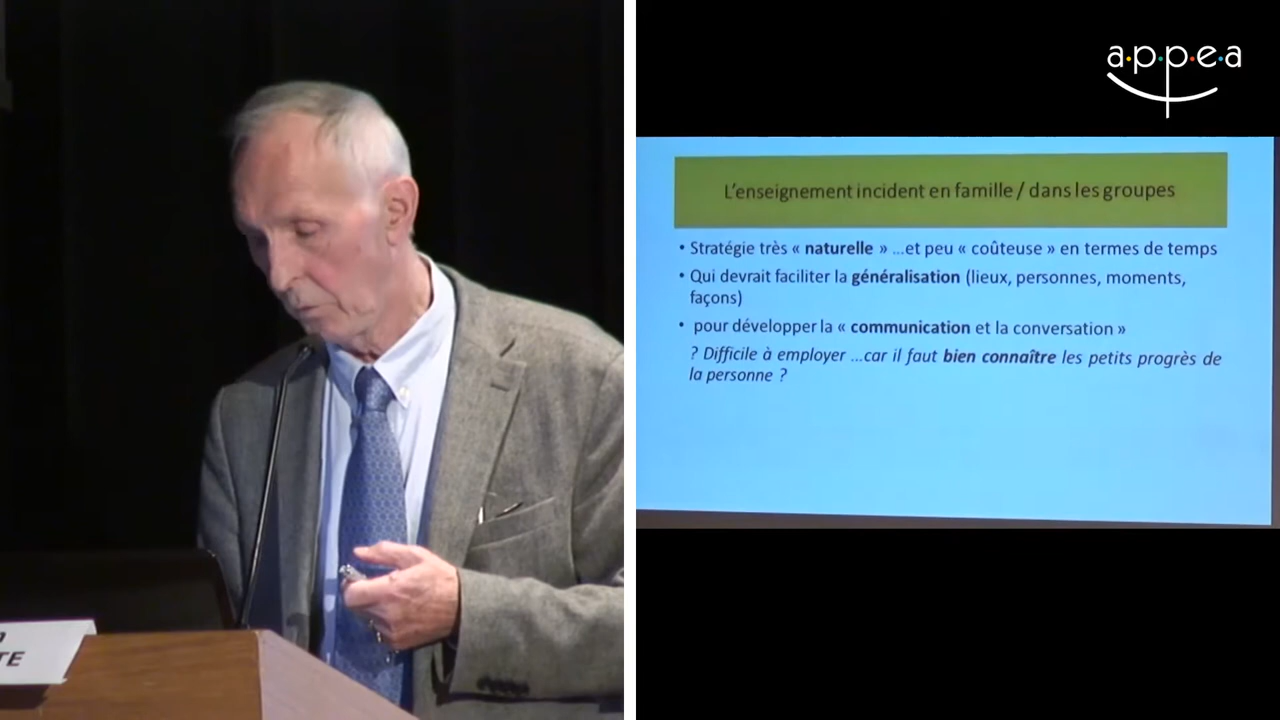 TE
a.p.p.e.a
L'enseignement incident en famille / dans les groupes
• Stratégie très « naturelle » ...et peu « coûteuse » en termes de temps
• Qui devrait faciliter la généralisation (lieux, personnes, moments,
façons)
• pour développer la « communication et la conversation »
? Difficile à employer ...car il faut bien connaître les petits progrès de
la personne ?